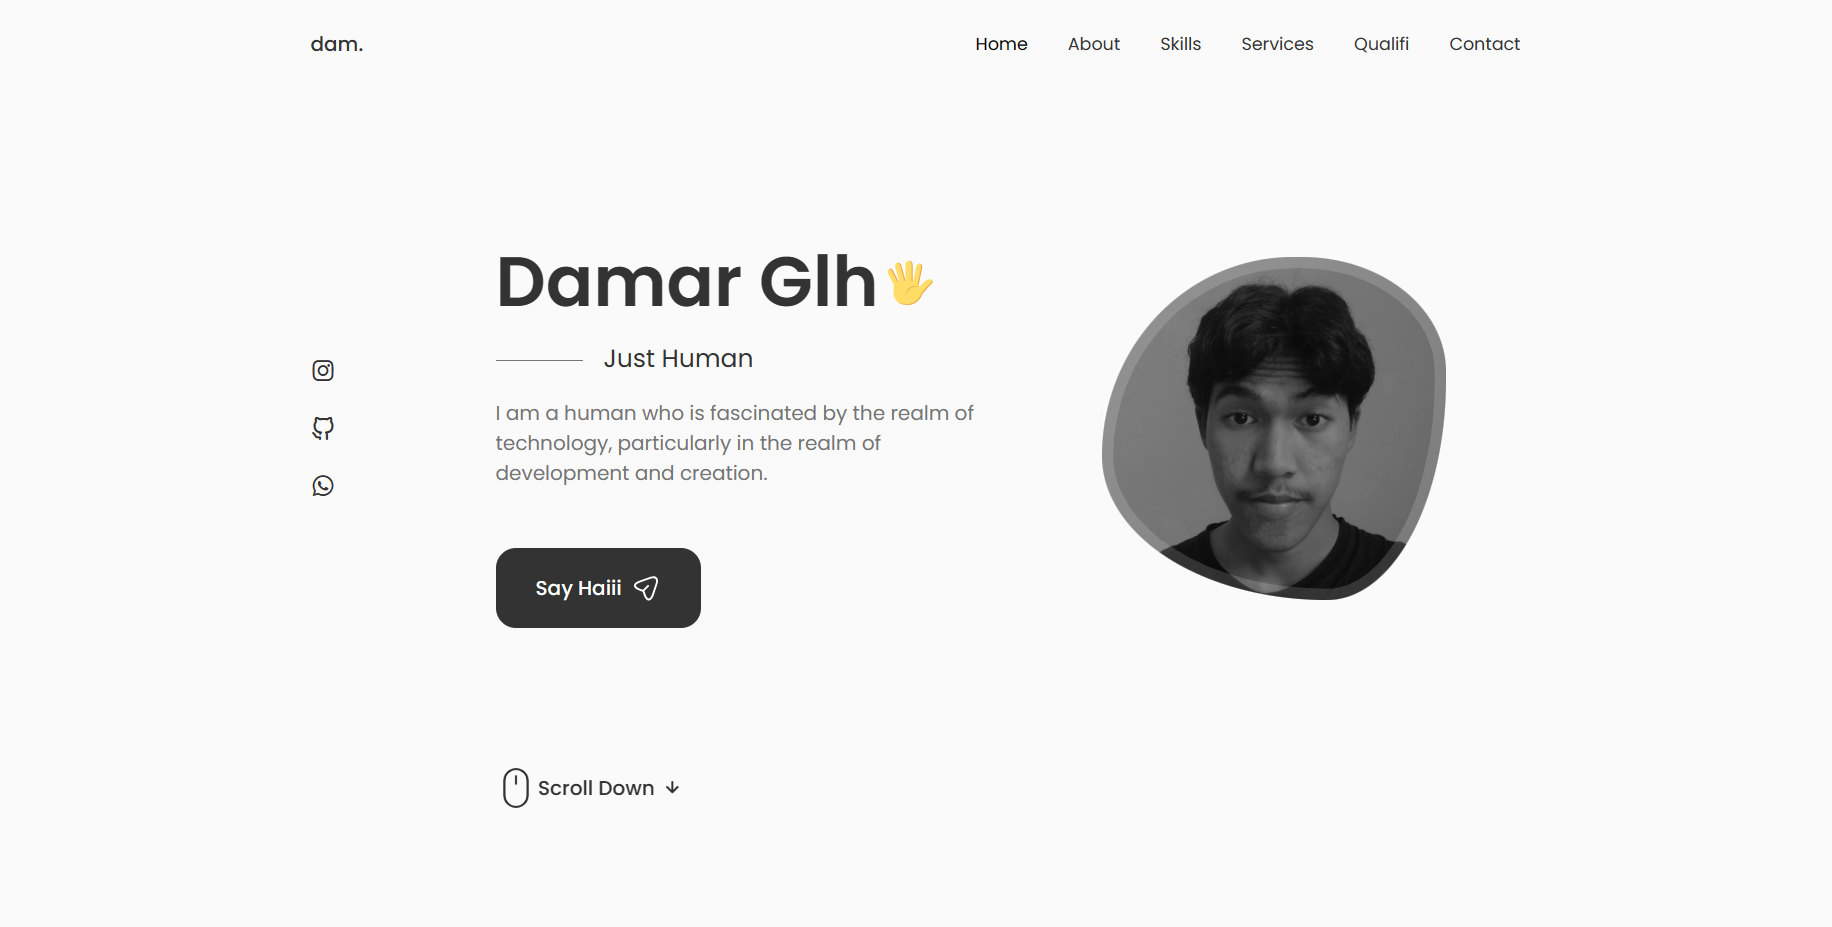 dam.
Home About Skills Services Qualifi Contact
Damar Glh🖐
Just Human
I am a human who is fascinated by the realm of
technology, particularly in the realm of
development and creation.
Say Haiii
Scroll Down